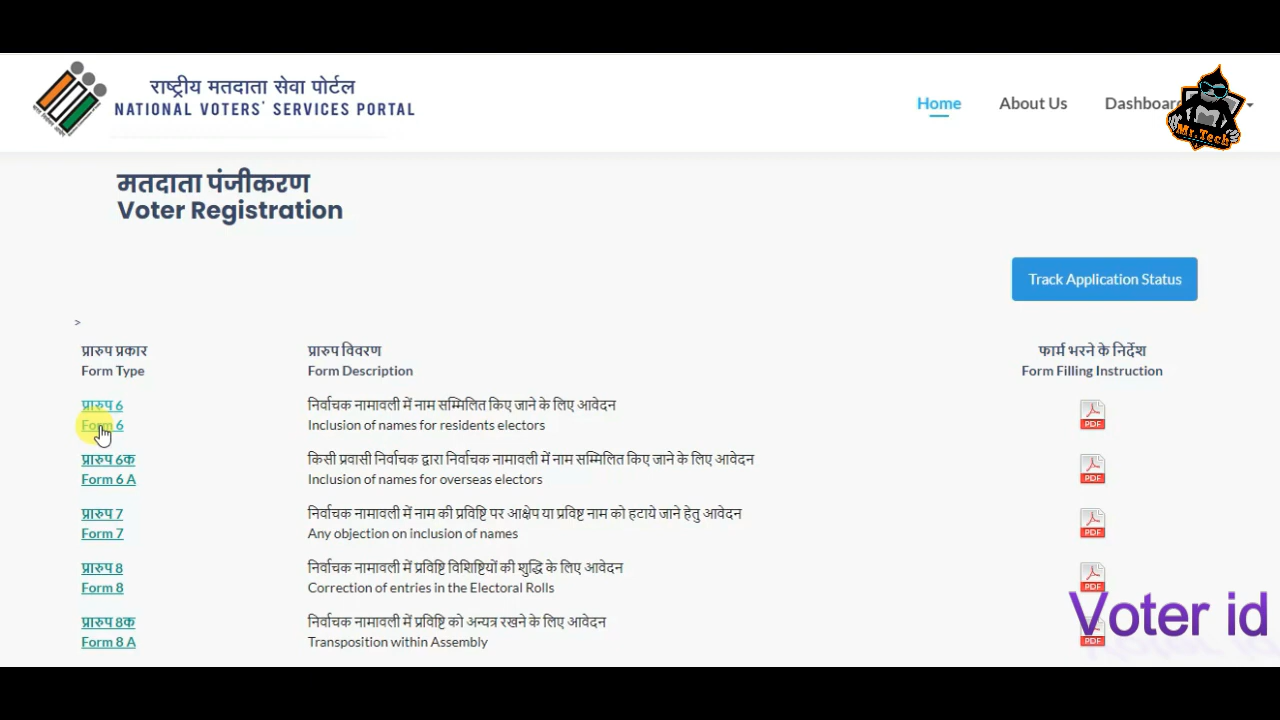 राष्ट्रीय मतदाता सेवा पोर्टल
NATIONAL VOTERS' SERVICES PORTAL
Home
About Us
Mr.Tech
मतदाता पंजीकरण
Voter Registration
Track Application Status
>
प्रारुप प्रकार
Form Type
प्रारुप विवरण
Form Description
फार्म भरने के निर्देश
Form Filling Instruction
प्रारुप 6
Form 6
निर्वाचक नामावली में नाम सम्मिलित किए जाने के लिए आवेदन
Inclusion of names for residents electors
PDF
प्रारुप 6क
Form 6 A
किसी प्रवासी निर्वाचक द्वारा निर्वाचक नामावली में नाम सम्मिलित किए जाने के लिए आवेदन
Inclusion of names for overseas electors
PDF
प्रारुप 7
Form 7
निर्वाचक नामावली में नाम की प्रविष्टि पर आक्षेप या प्रविष्ट नाम को हटाये जाने हेतु आवेदन
Any objection on inclusion of names
PDF
प्रारुप 8
Form 8
निर्वाचक नामावली में प्रविष्टि विशिष्टियों की शुद्धि के लिए आवेदन
Correction of entries in the Electoral Rolls
PDF
प्रारुप 8क
Form 8 A
निर्वाचक नामावली में प्रविष्टि को अन्यत्र रखने के लिए आवेदन
Transposition within Assembly
PDF
Voter id